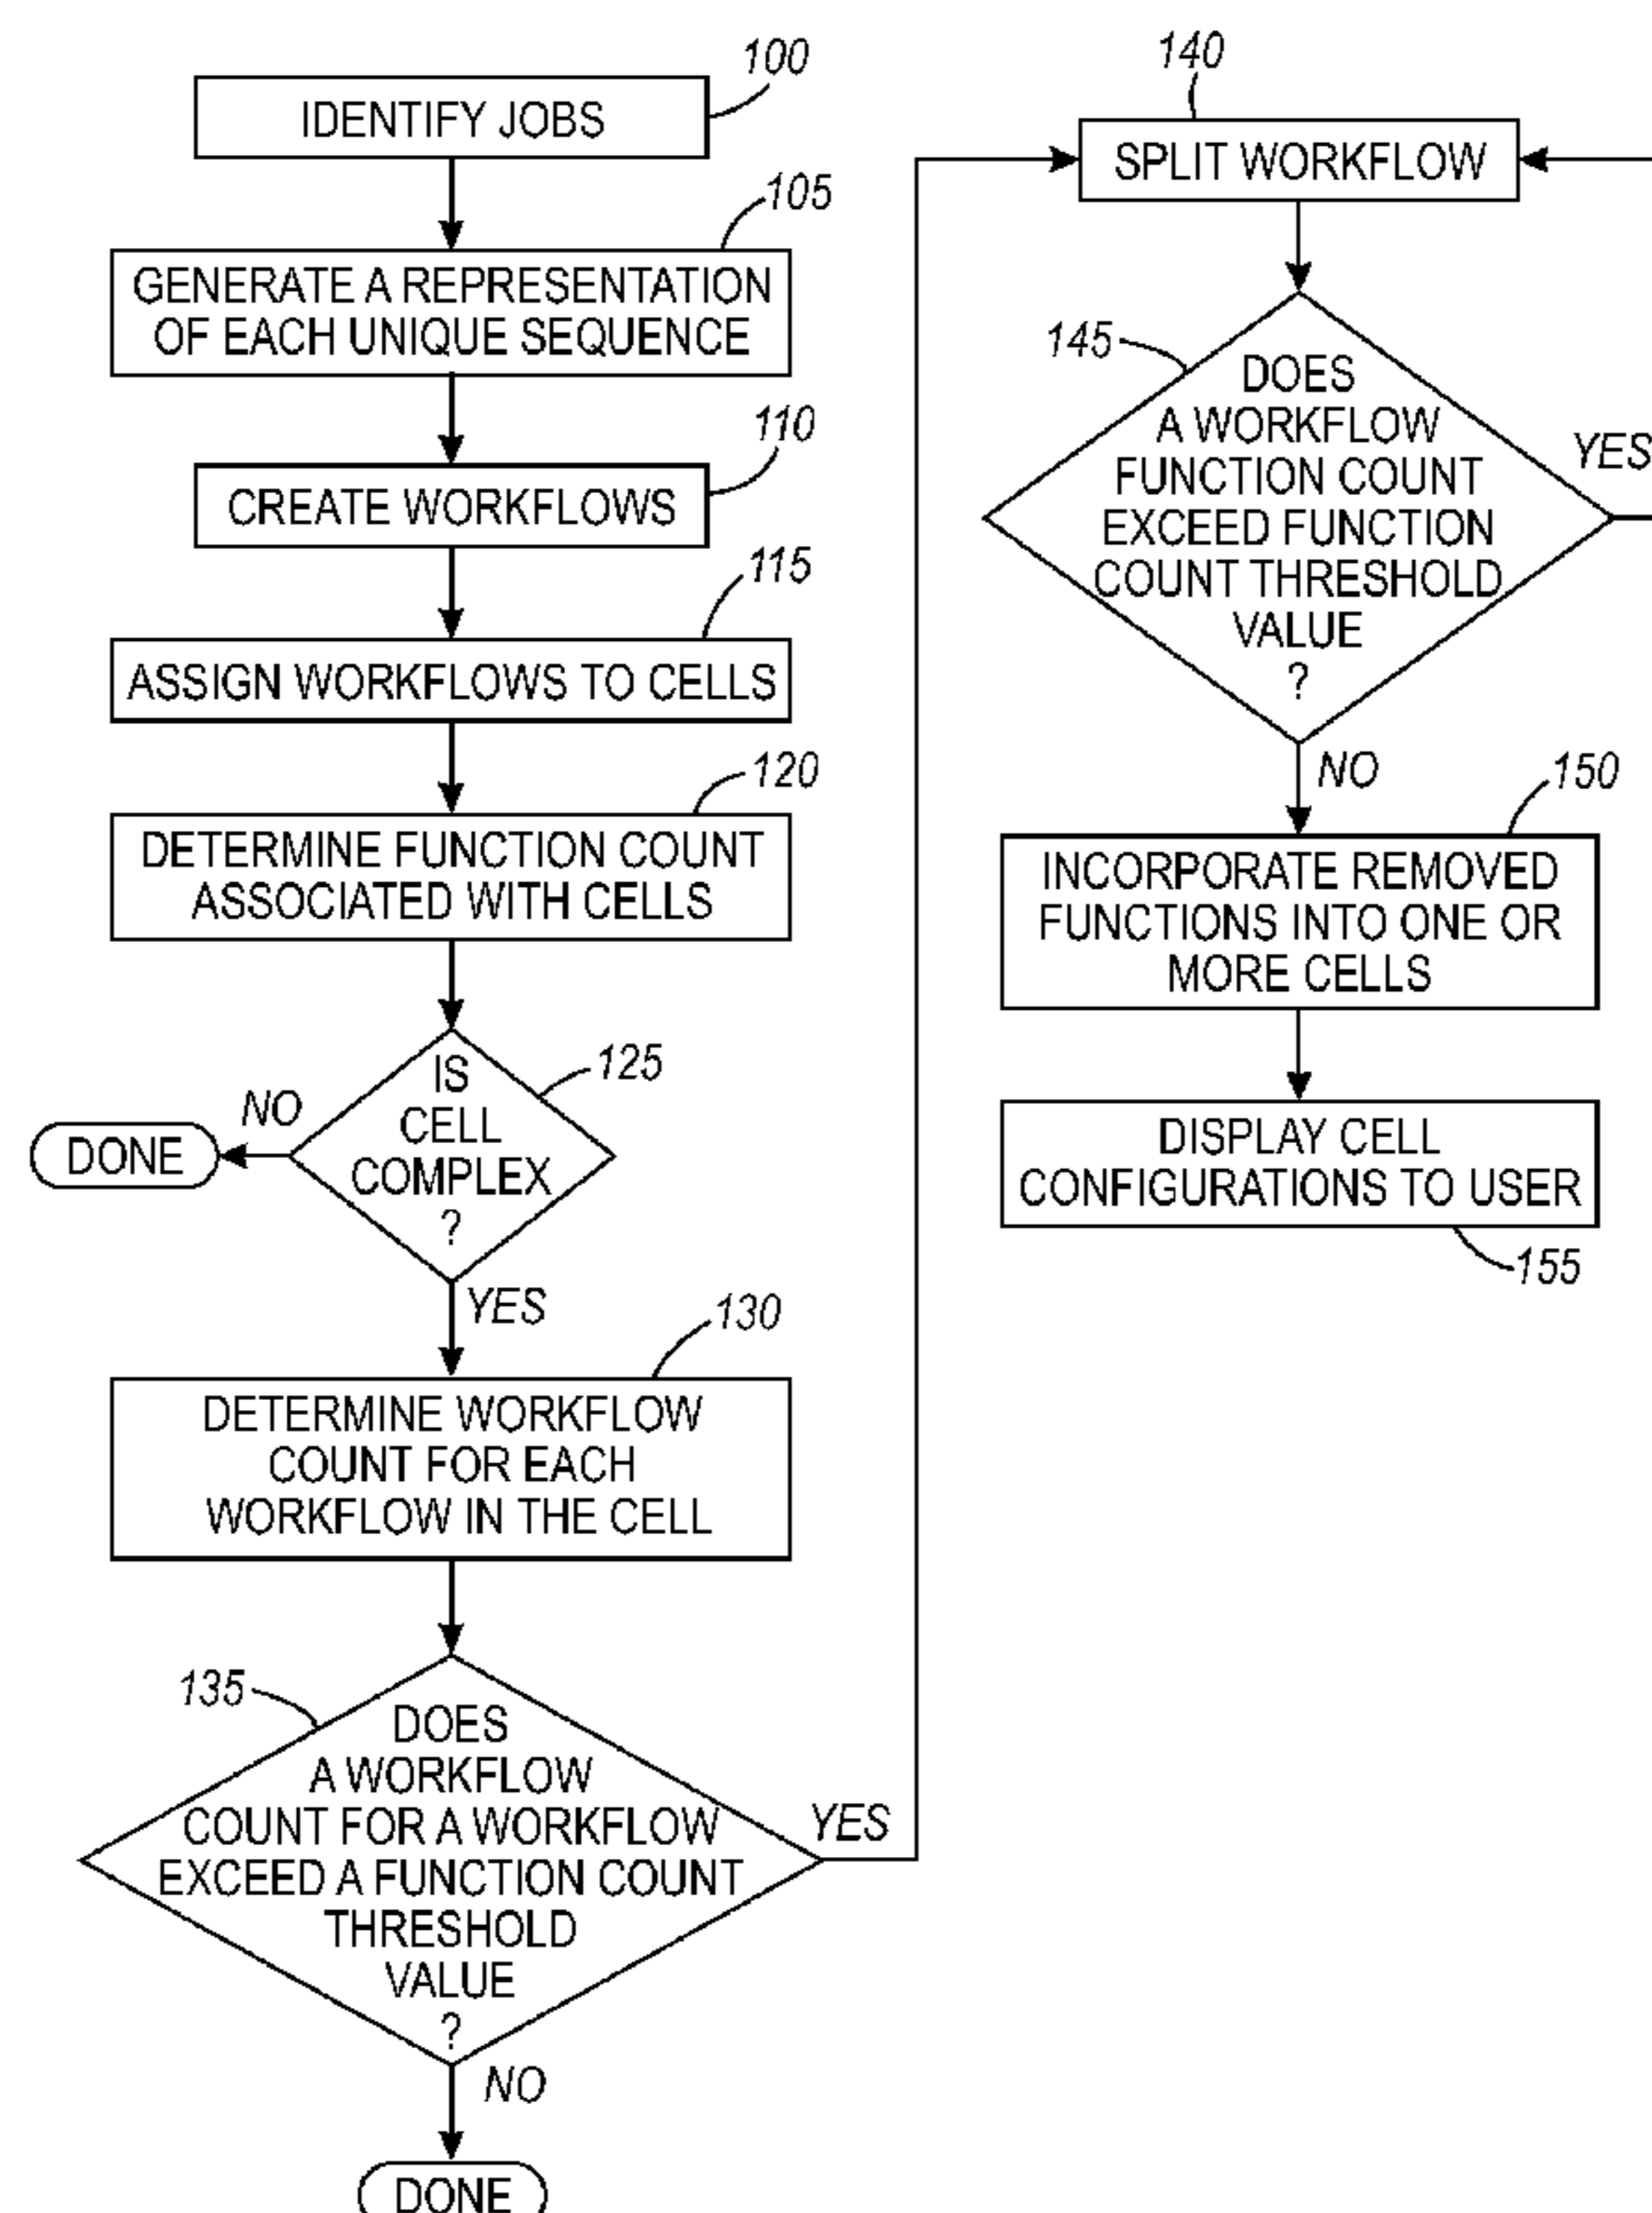 100
IDENTIFY JOBS
105
GENERATE A REPRESENTATION
OF EACH UNIQUE SEQUENCE
110
CREATE WORKFLOWS
115
ASSIGN WORKFLOWS TO CELLS
120
DETERMINE FUNCTION COUNT
ASSOCIATED WITH CELLS
125
IS
CELL
COMPLEX
?
NO
DONE
YES
130
DETERMINE WORKFLOW
COUNT FOR EACH
WORKFLOW IN THE CELL
135
DOES
A WORKFLOW
COUNT FOR A WORKFLOW
EXCEED A FUNCTION COUNT
THRESHOLD
VALUE
?
YES
NO
DONE
140
SPLIT WORKFLOW
145
DOES
A WORKFLOW
FUNCTION COUNT
EXCEED FUNCTION
COUNT THRESHOLD
VALUE
?
YES
NO
150
INCORPORATE REMOVED
FUNCTIONS INTO ONE OR
MORE CELLS
DISPLAY CELL
CONFIGURATIONS TO USER
155